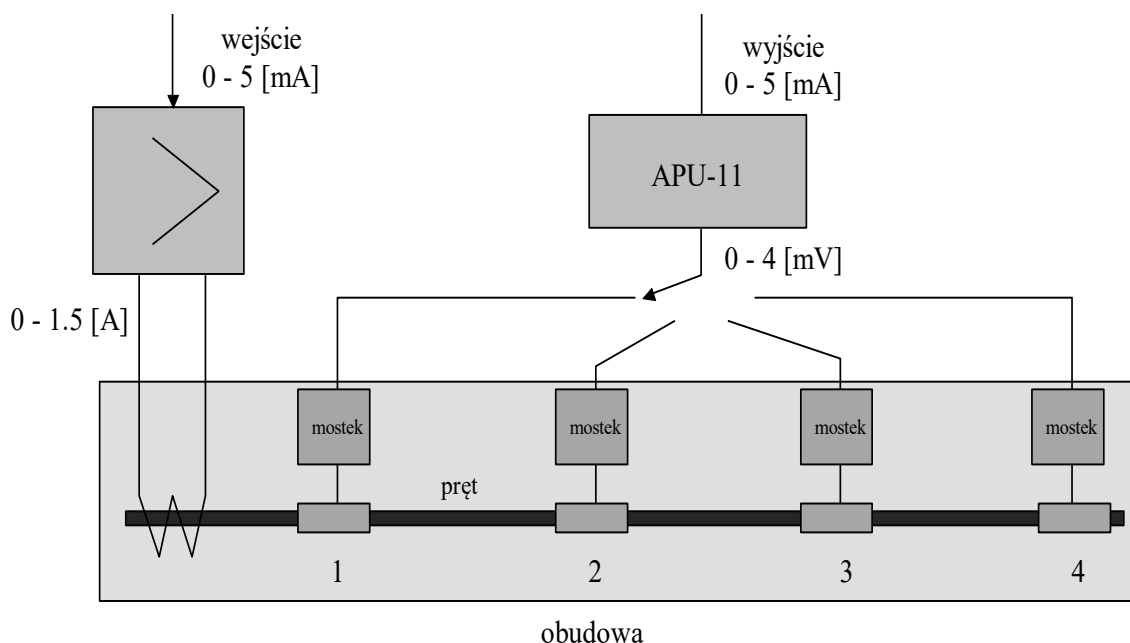 wejście
0 - 5 [mA]
wyjście
0 - 5 [mA]
APU-11
0 - 4 [mV]
0 - 1.5 [A]
mostek
mostek
mostek
mostek
pręt
1
2
3
4
obudowa